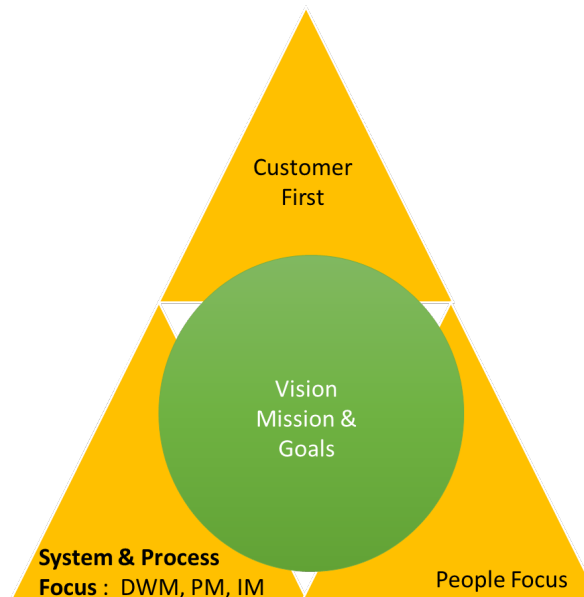 Customer
First
Vision
Mission &
Goals
System & Process
Focus : DWM, PM, IM
People Focus